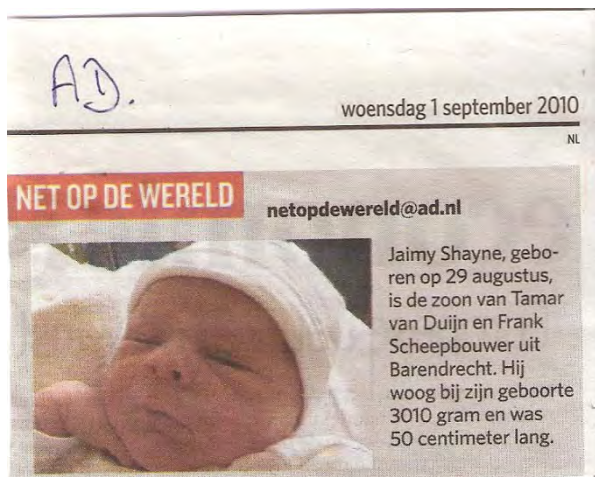 AD.
woensdag 1 september 2010
NL
NET OP DE WERELD
netopdewereld@ad.nl
Jaimy Shayne, gebo-
ren op 29 augustus,
is de zoon van Tamar
van Duijn en Frank
Scheepbouwer uit
Barendrecht. Hij
woog bij zijn geboorte
3010 gram en was
50 centimeter lang.